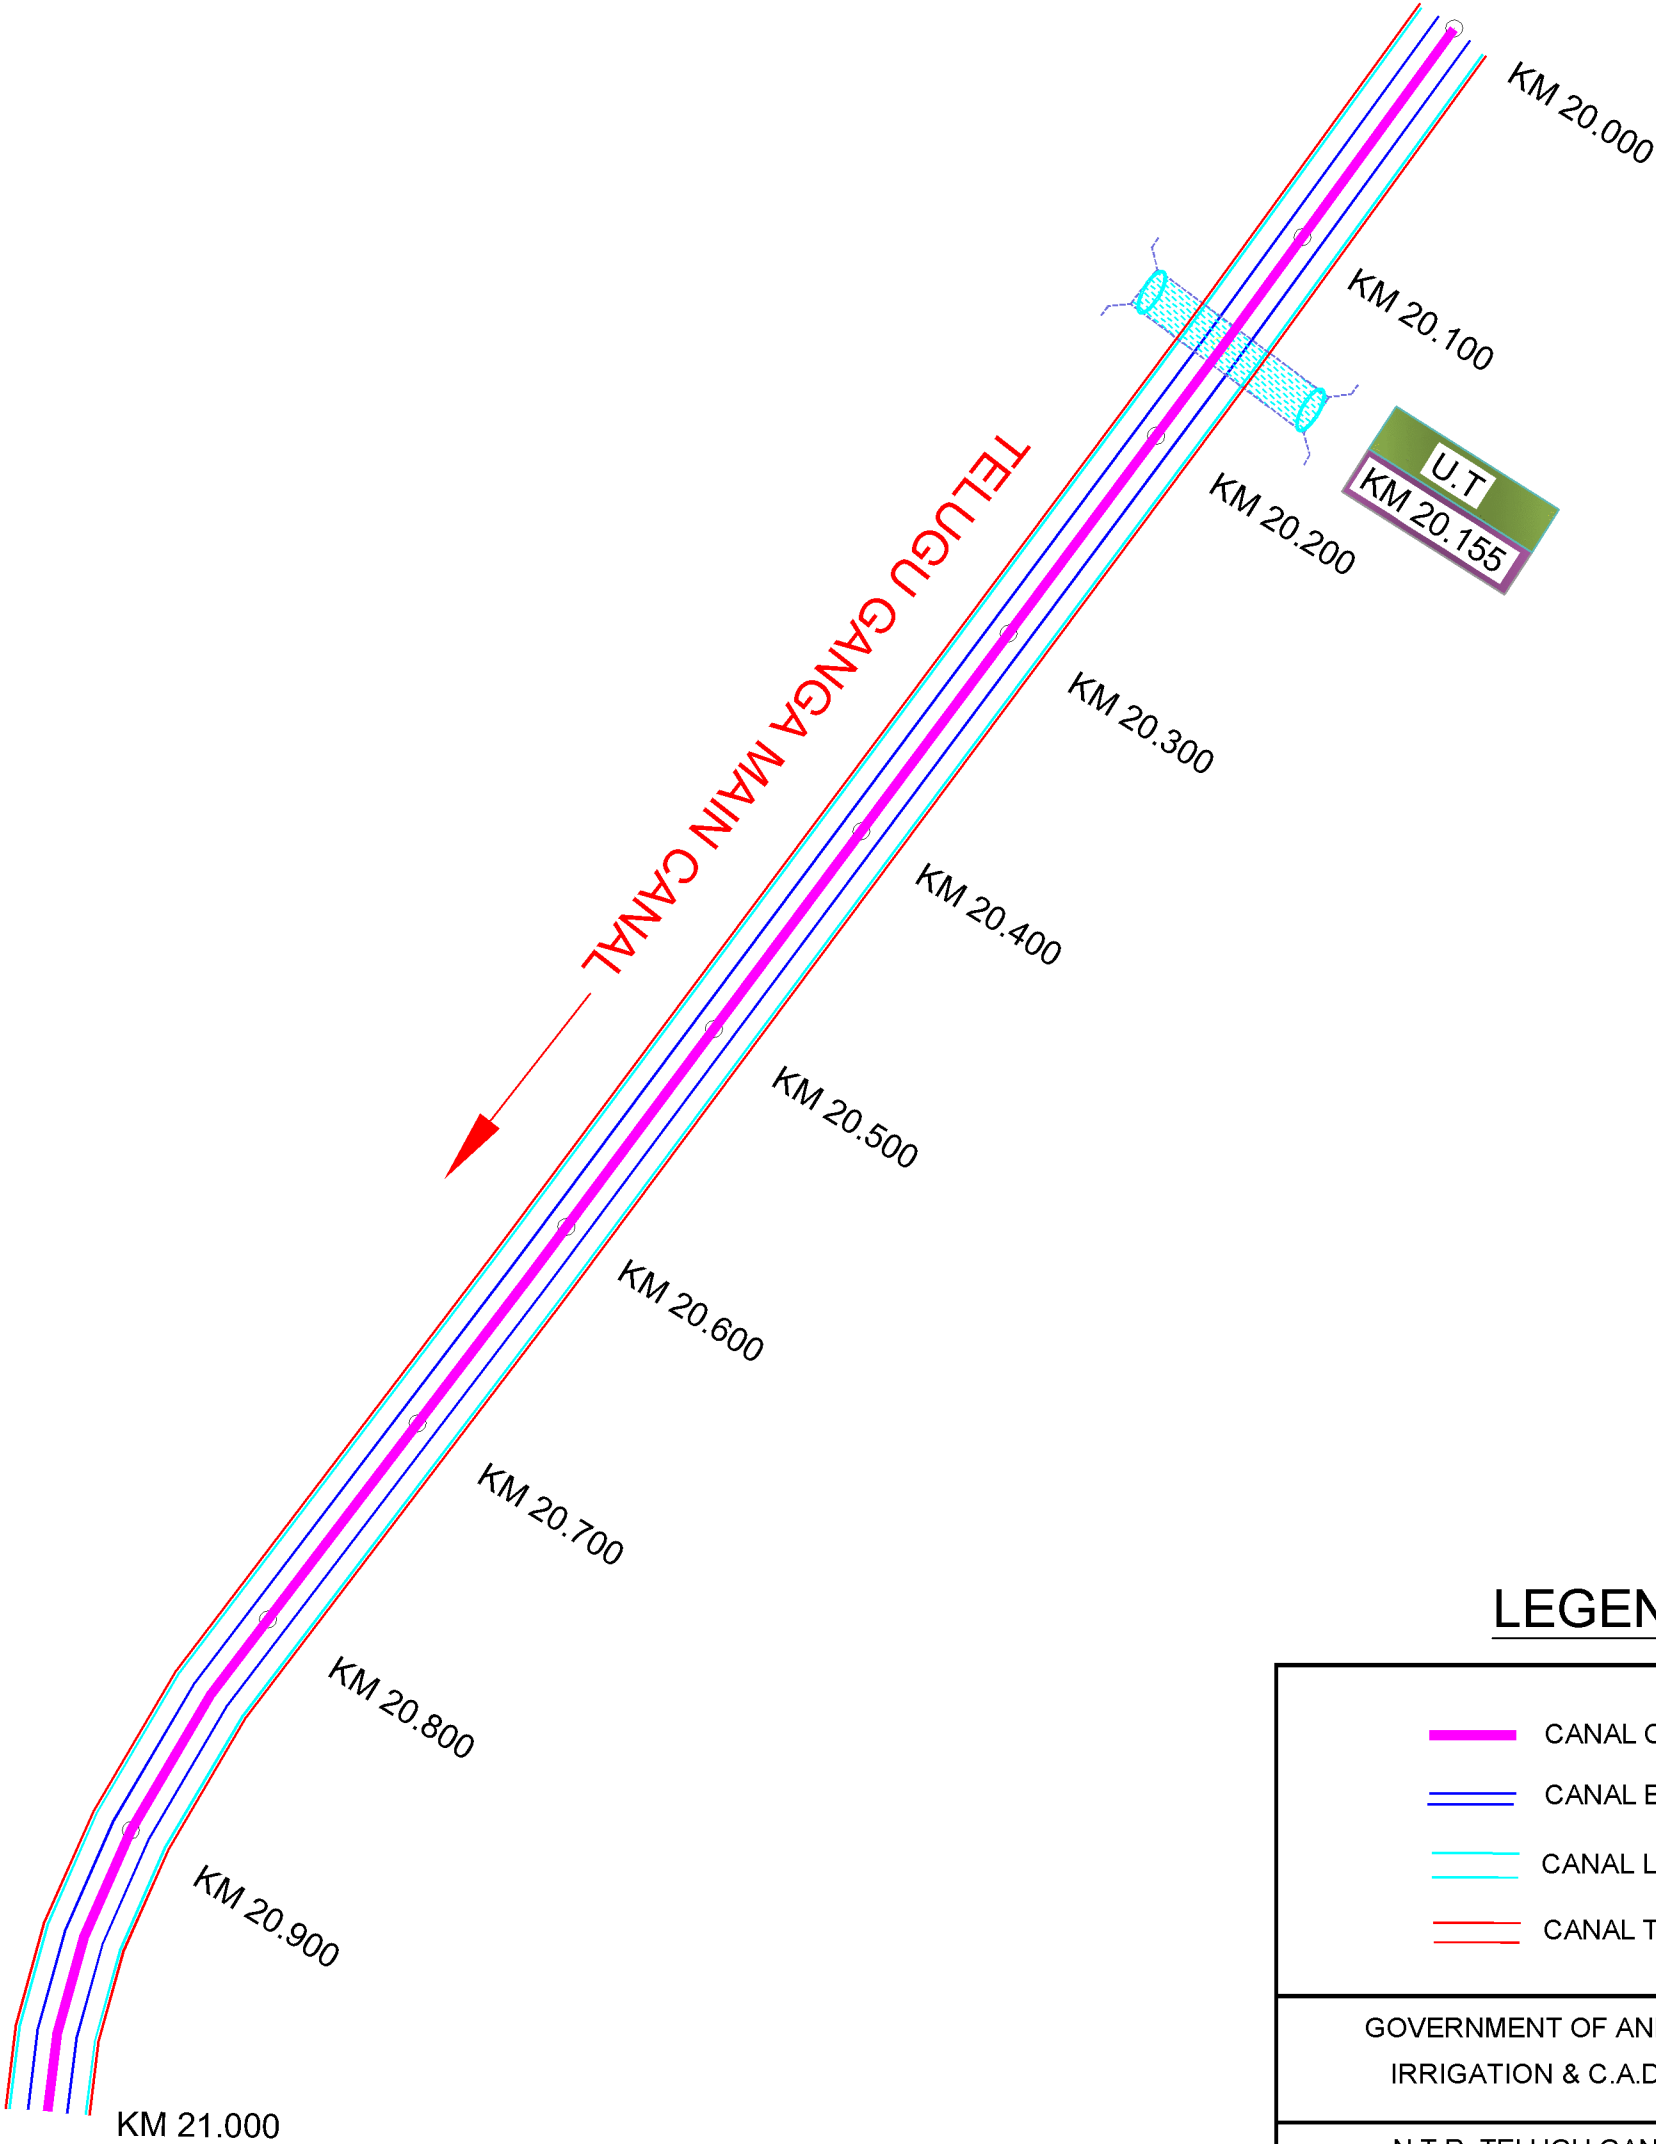 KM 20.000
KM 20.100
U.T
KM 20.155
KM 20.200
TELUGU GANGA MAIN CANAL
KM 20.300
KM 20.400
KM 20.500
KM 20.600
KM 20.700
KM 20.800
KM 20.900
KM 21.000
LEGEN
CANAL C
CANAL B
CANAL L
CANAL T
GOVERNMENT OF AN
IRRIGATION & C.A.D